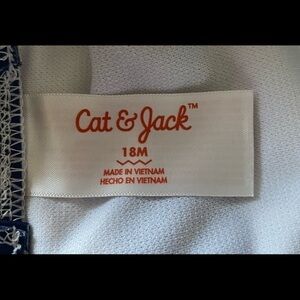 Cat & Jack™
18M
MADE IN VIETNAM
HECHO EN VIETNAM